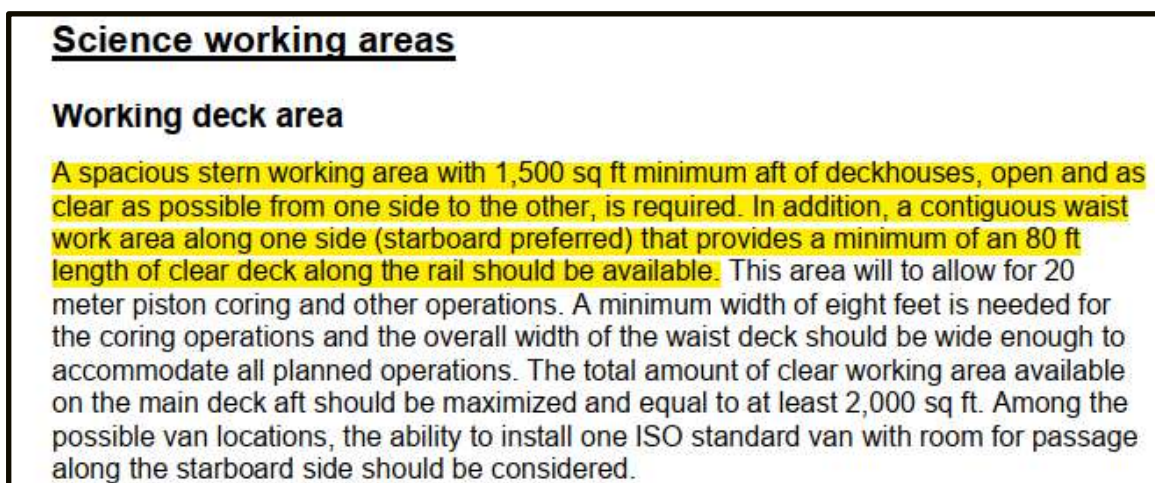 Science working areas
Working deck area
A spacious stern working area with 1,500 sq ft minimum aft of deckhouses, open and as
clear as possible from one side to the other, is required. In addition, a contiguous waist
work area along one side (starboard preferred) that provides a minimum of an 80 ft
length of clear deck along the rail should be available. This area will to allow for 20
meter piston coring and other operations. A minimum width of eight feet is needed for
the coring operations and the overall width of the waist deck should be wide enough to
accommodate all planned operations. The total amount of clear working area available
on the main deck aft should be maximized and equal to at least 2,000 sq ft. Among the
possible van locations, the ability to install one ISO standard van with room for passage
along the starboard side should be considered.